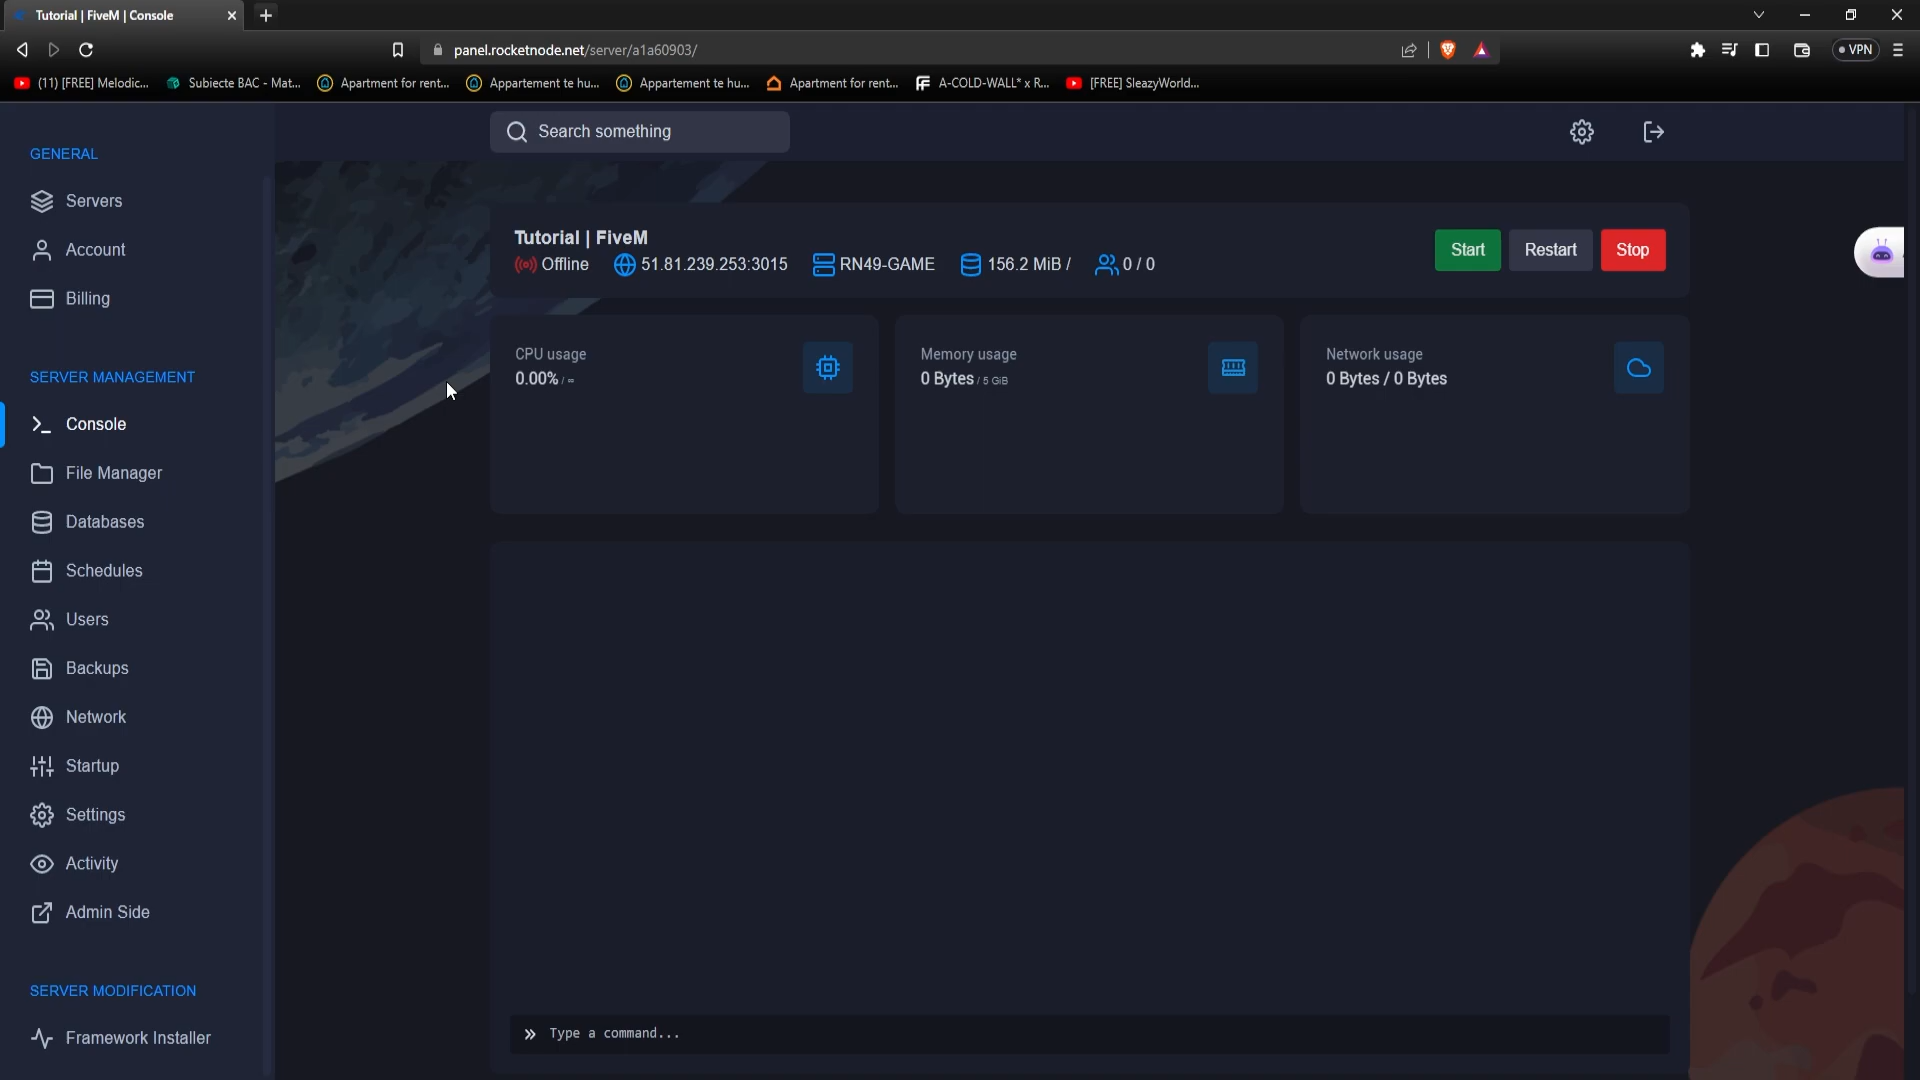 Tutorial | FiveM | Console
panel.rocketnode.net/server/a1a60903/
VPN
(11) [FREE] Melodic...
Subiecte BAC - Mat...
Apartment for rent...
Appartement te hu...
Appartement te hu...
Apartment for rent...
A-COLD-WALL* x R...
[FREE] SleazyWorld...
Search something
GENERAL
Servers
Account
Billing
SERVER MANAGEMENT
Console
File Manager
Databases
Schedules
Users
Backups
Network
Startup
Settings
Activity
Admin Side
SERVER MODIFICATION
Framework Installer
Tutorial | FiveM
Offline
51.81.239.253:3015
RN49-GAME
156.2 MiB /
0 / 0
Start
Restart
Stop
CPU usage
0.00% / ∞
Memory usage
0 Bytes / 5 GiB
Network usage
0 Bytes / 0 Bytes
» Type a command...